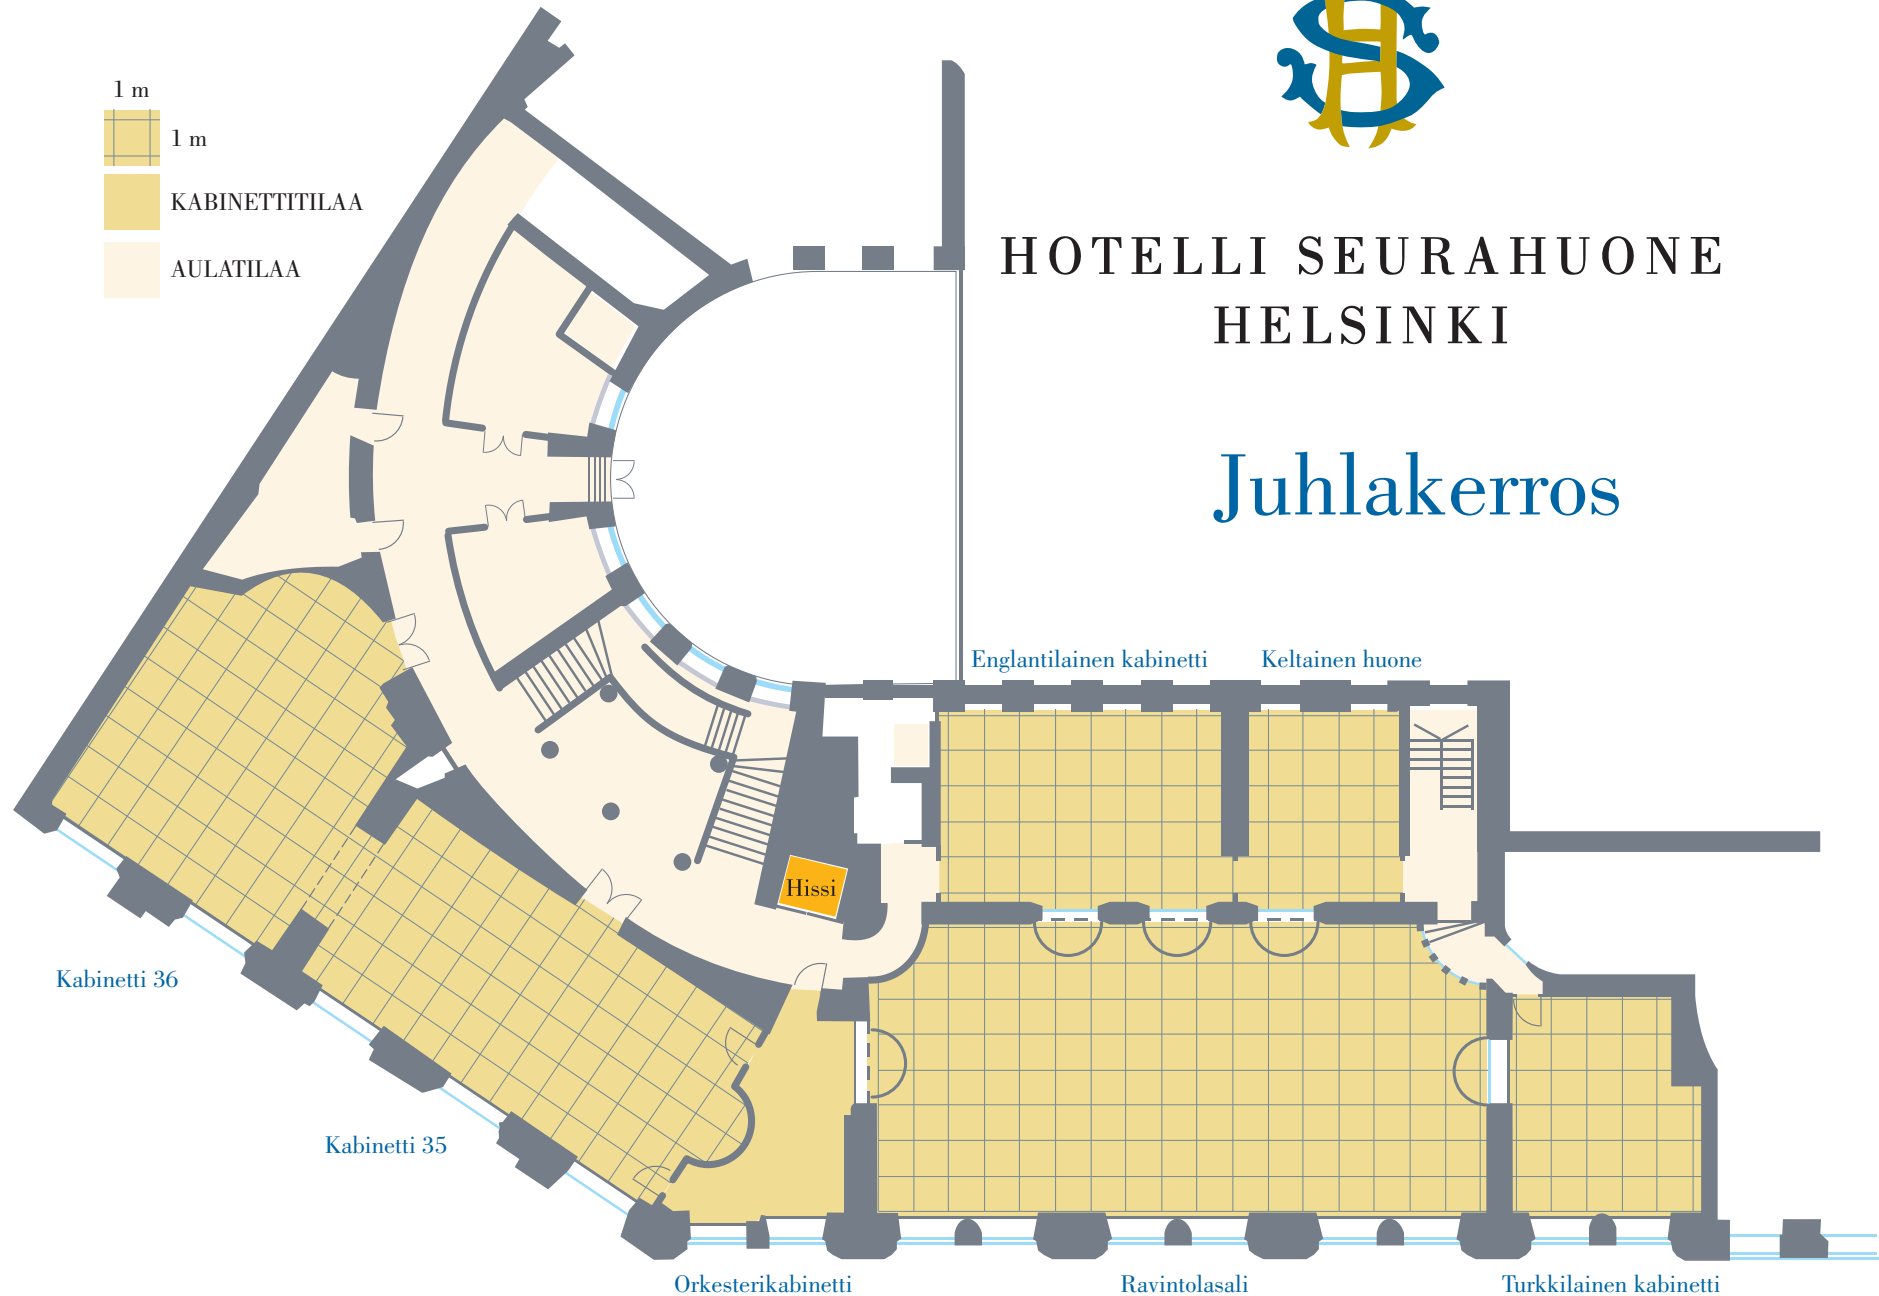 1 m
1 m
KABINETTITILAA
AULATILAA
HOTELLI SEURAHUONE
HELSINKI
Juhlakerros
Englantilainen kabinetti
Keltainen huone
Hissi
Kabinetti 36
Kabinetti 35
Orkesterikabinetti
Ravintolasali
Turkkilainen kabinetti